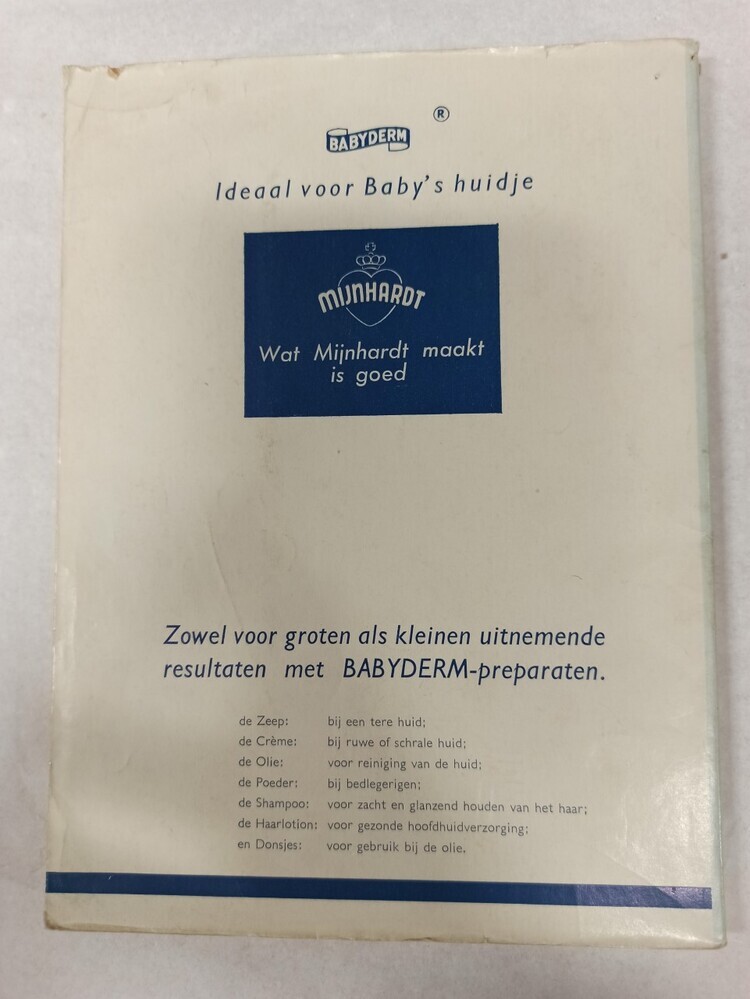 ®
BABYDERM
Ideaal voor Baby's huidje
MIJNHARDT
Wat Mijnhardt maakt
is goed
Zowel voor groten als kleinen uitnemende
resultaten met BABYDERM-preparaten.
de Zeep: bij een tere huid;
de Crème: bij ruwe of schrale huid;
de Olie: voor reiniging van de huid;
de Poeder: bij bedlegerigen;
de Shampoo: voor zacht en glanzend houden van het haar;
de Haarlotion: voor gezonde hoofdhuidverzorging;
en Donsjes: voor gebruik bij de olie.